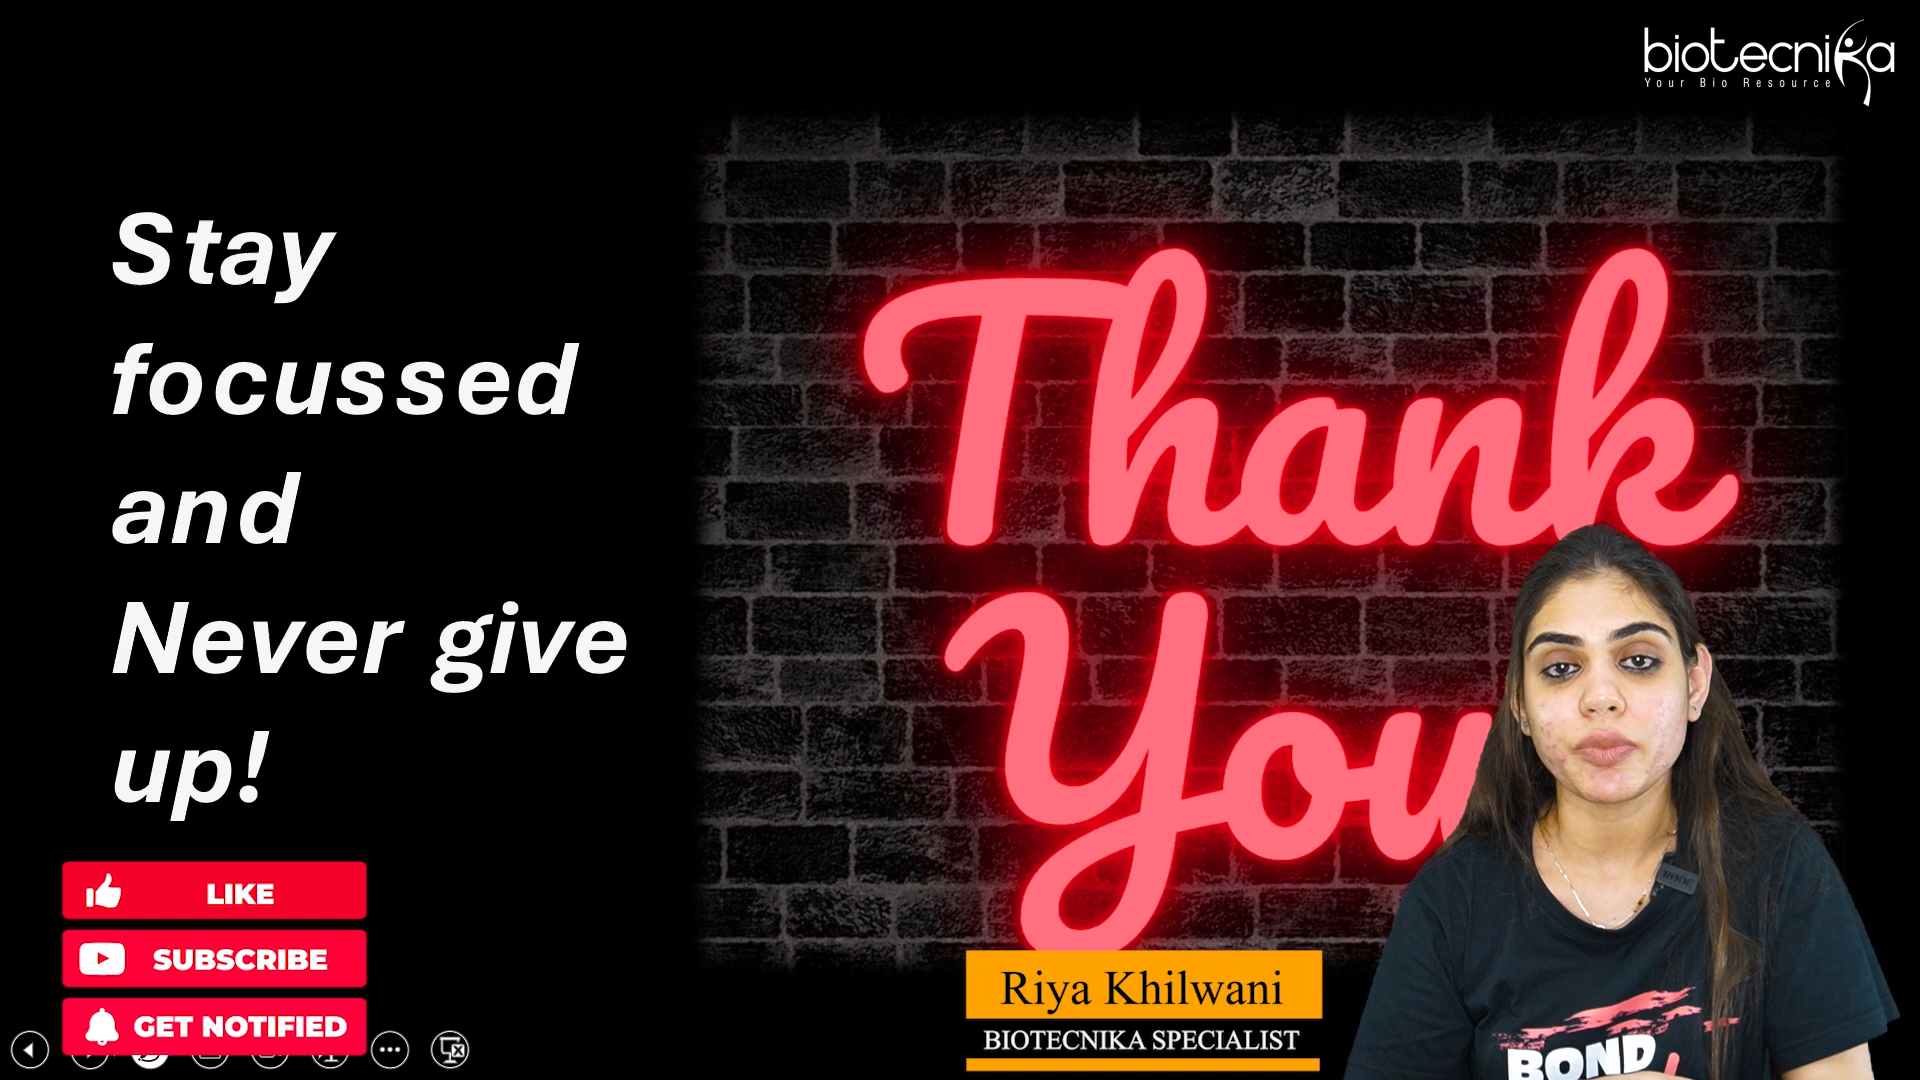 biotecnika
Your Bio Resource
Stay
focussed
and
Never give
up!
Thank
You
LIKE
SUBSCRIBE
GET NOTIFIED
Riya Khilwani
BIOTECNIKA SPECIALIST
RODE
BOND